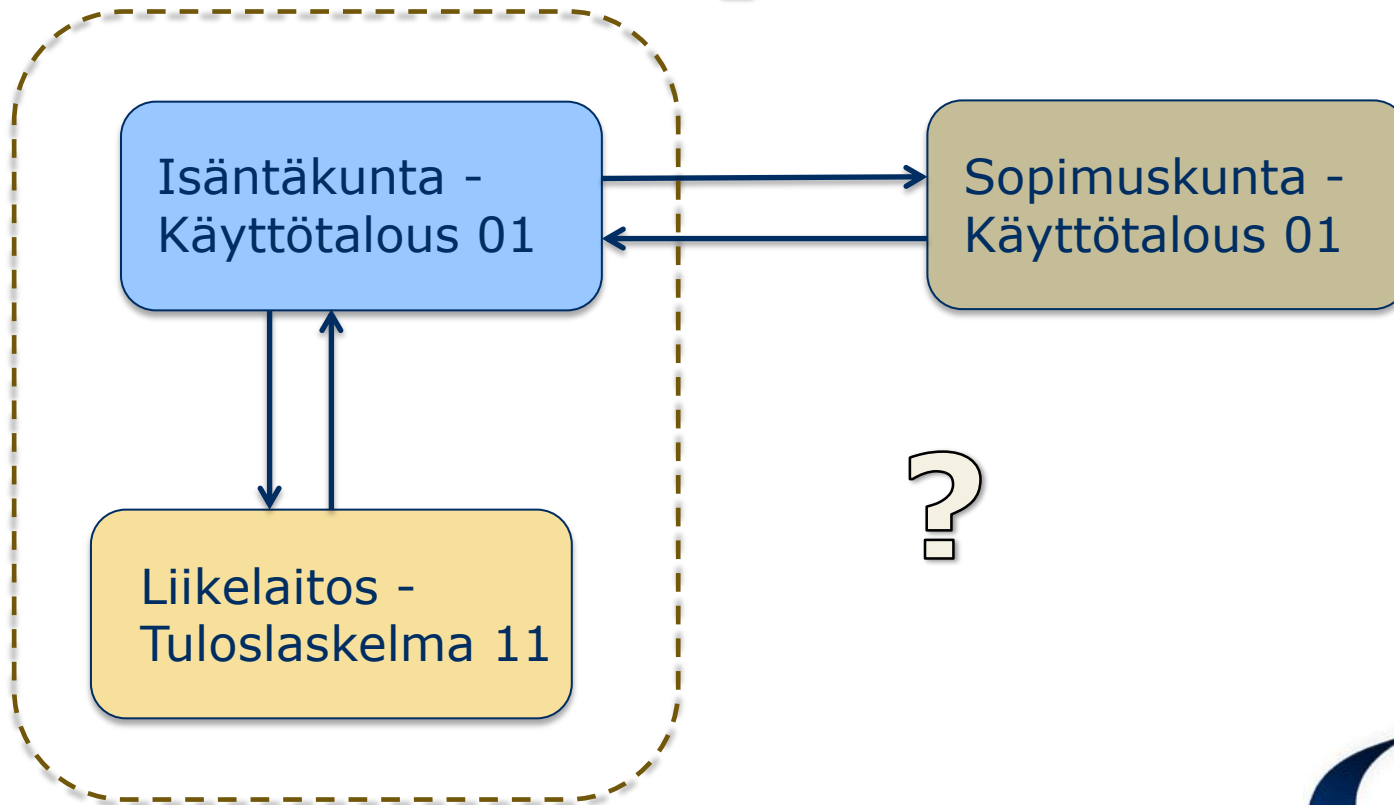 Isäntäkunta -
Käyttötalous 01
Sopimuskunta -
Käyttötalous 01
?
Liikelaitos -
Tuloslaskelma 11